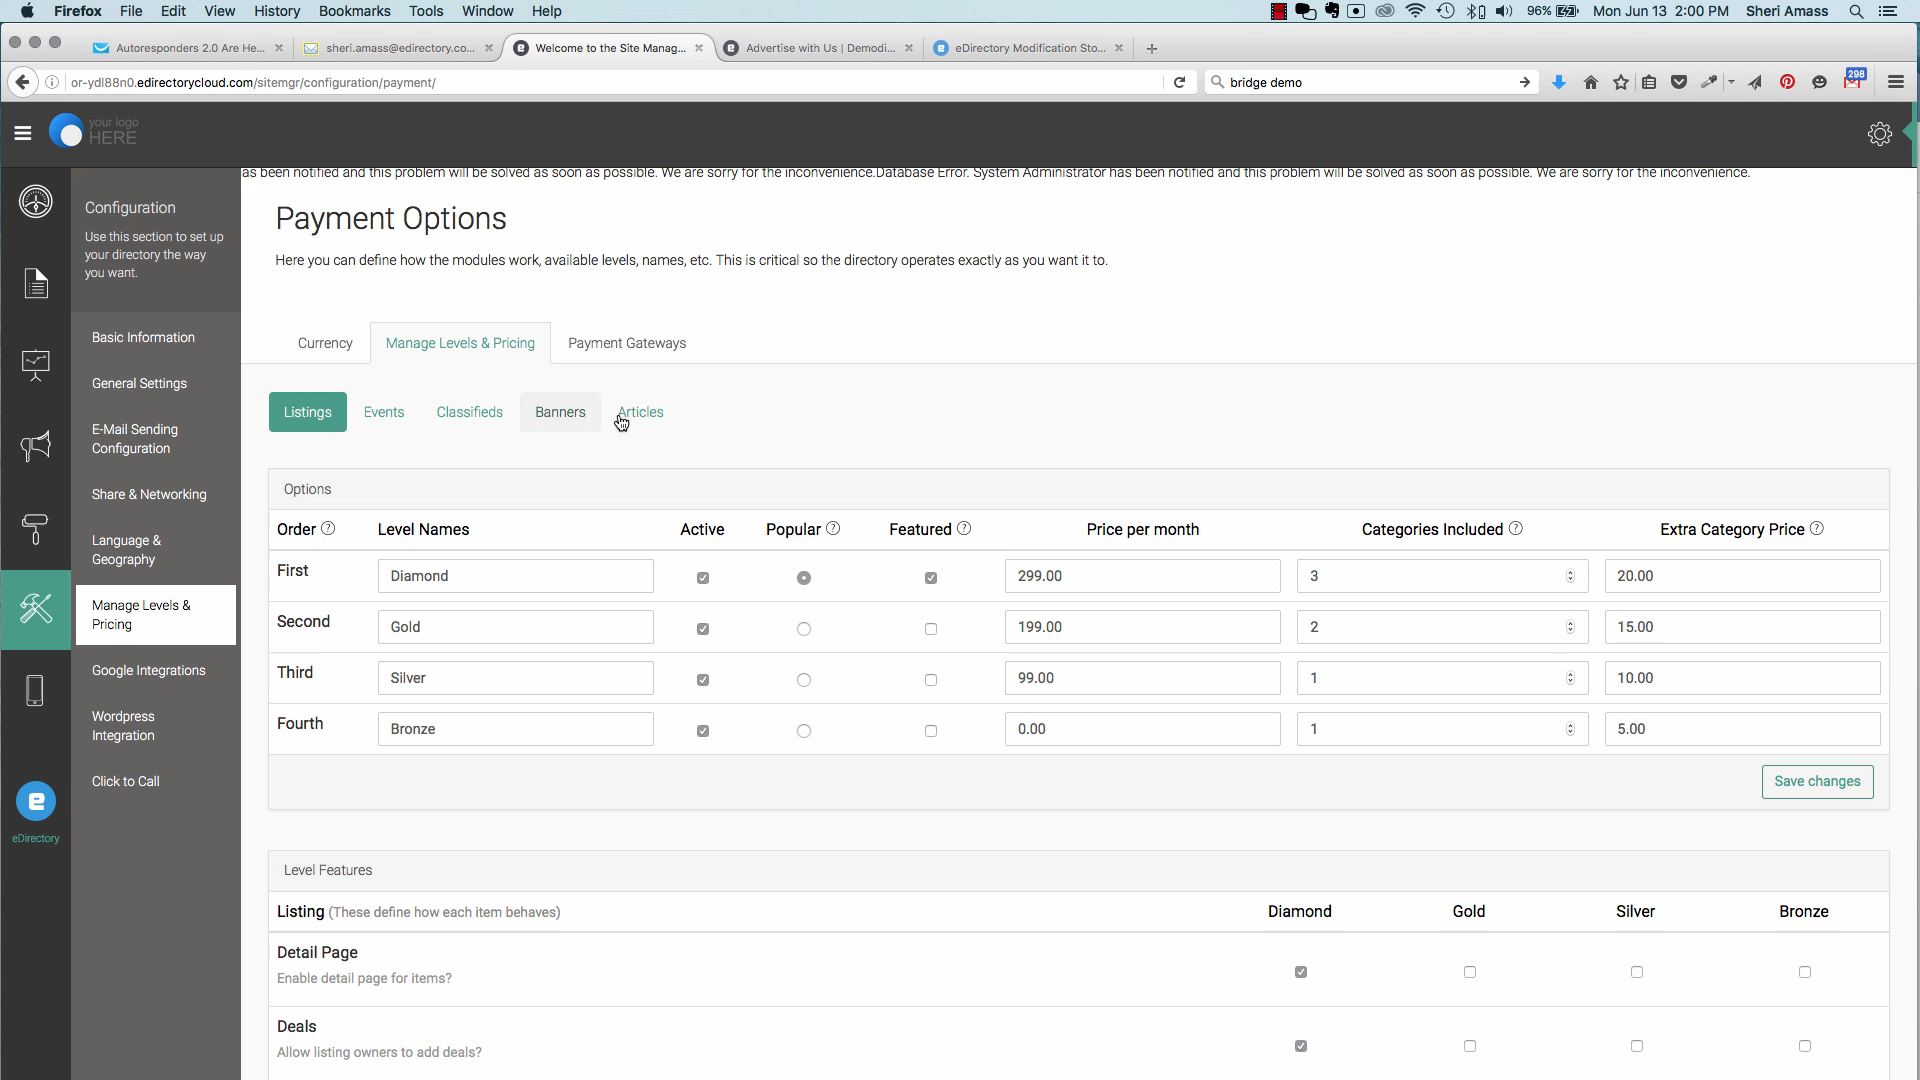 Firefox File Edit View History Bookmarks Tools Window Help 96% Mon Jun 13 2:00 PM Sheri Amass
Autoresponders 2.0 Are He... sheri.amass@edirectory.co... Welcome to the Site Manag... Advertise with Us | Demodi... eDirectory Modification Sto...
or-ydl88n0.edirectorycloud.com/sitemgr/configuration/payment/ bridge demo 298
your logo
HERE
as been notified and this problem will be solved as soon as possible. We are sorry for the inconvenience.Database Error. System Administrator has been notified and this problem will be solved as soon as possible. We are sorry for the inconvenience.
Configuration
Use this section to set up
your directory the way
you want.
Basic Information
General Settings
E-Mail Sending
Configuration
Share & Networking
Language &
Geography
Manage Levels &
Pricing
Google Integrations
Wordpress
Integration
Click to Call
eDirectory
Payment Options
Here you can define how the modules work, available levels, names, etc. This is critical so the directory operates exactly as you want it to.
Currency Manage Levels & Pricing Payment Gateways
Listings Events Classifieds Banners Articles
Options
Order Level Names Active Popular Featured Price per month Categories Included Extra Category Price
First Diamond 299.00 3 20.00
Second Gold 199.00 2 15.00
Third Silver 99.00 1 10.00
Fourth Bronze 0.00 1 5.00
Save changes
Level Features
Listing (These define how each item behaves) Diamond Gold Silver Bronze
Detail Page
Enable detail page for items?
Deals
Allow listing owners to add deals?